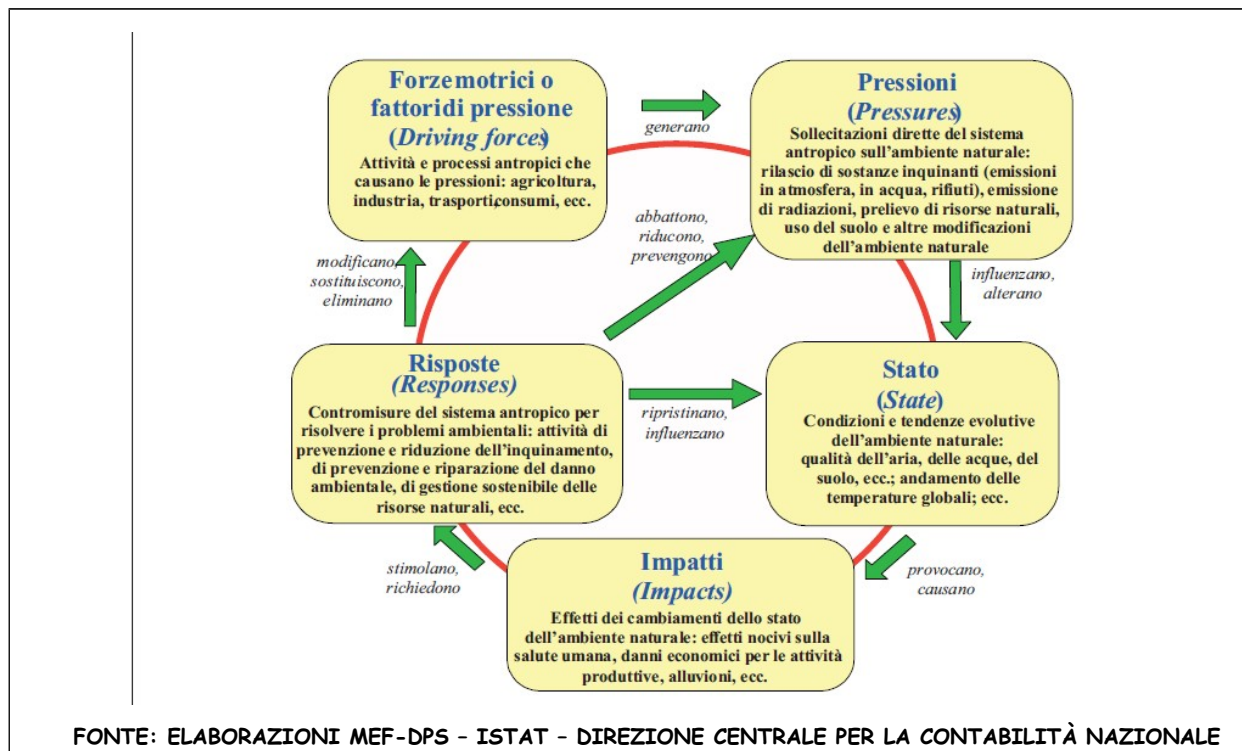 Forze motrici o
fattori di pressione
(Driving forces)
Attività e processi antropici che
causano le pressioni: agricoltura,
industria, trasporti,consumi, ecc.
generano
Pressioni
(Pressures)
Sollecitazioni dirette del sistema
antropico sull'ambiente naturale:
rilascio di sostanze inquinanti (emissioni
in atmosfera, in acqua, rifiuti), emissione
di radiazioni, prelievo di risorse naturali,
uso del suolo e altre modificazioni
dell'ambiente naturale
abbattono,
riducono,
prevengono
modificano,
sostituiscono,
eliminano
influenzano,
alterano
Risposte
(Responses)
Contromisure del sistema antropico per
risolvere i problemi ambientali: attività di
prevenzione e riduzione dell'inquinamento,
di prevenzione e riparazione del danno
ambientale, di gestione sostenibile delle
risorse naturali, ecc.
ripristinano,
influenzano
Stato
(State)
Condizioni e tendenze evolutive
dell'ambiente naturale:
qualità dell'aria, delle acque, del
suolo, ecc.; andamento delle
temperature globali; ecc.
stimolano,
richiedono
Impatti
(Impacts)
Effetti dei cambiamenti dello stato
dell'ambiente naturale: effetti nocivi sulla
salute umana, danni economici per le attività
produttive, alluvioni, ecc.
provocano,
causano
FONTE: ELABORAZIONI MEF-DPS – ISTAT – DIREZIONE CENTRALE PER LA CONTABILITÀ NAZIONALE